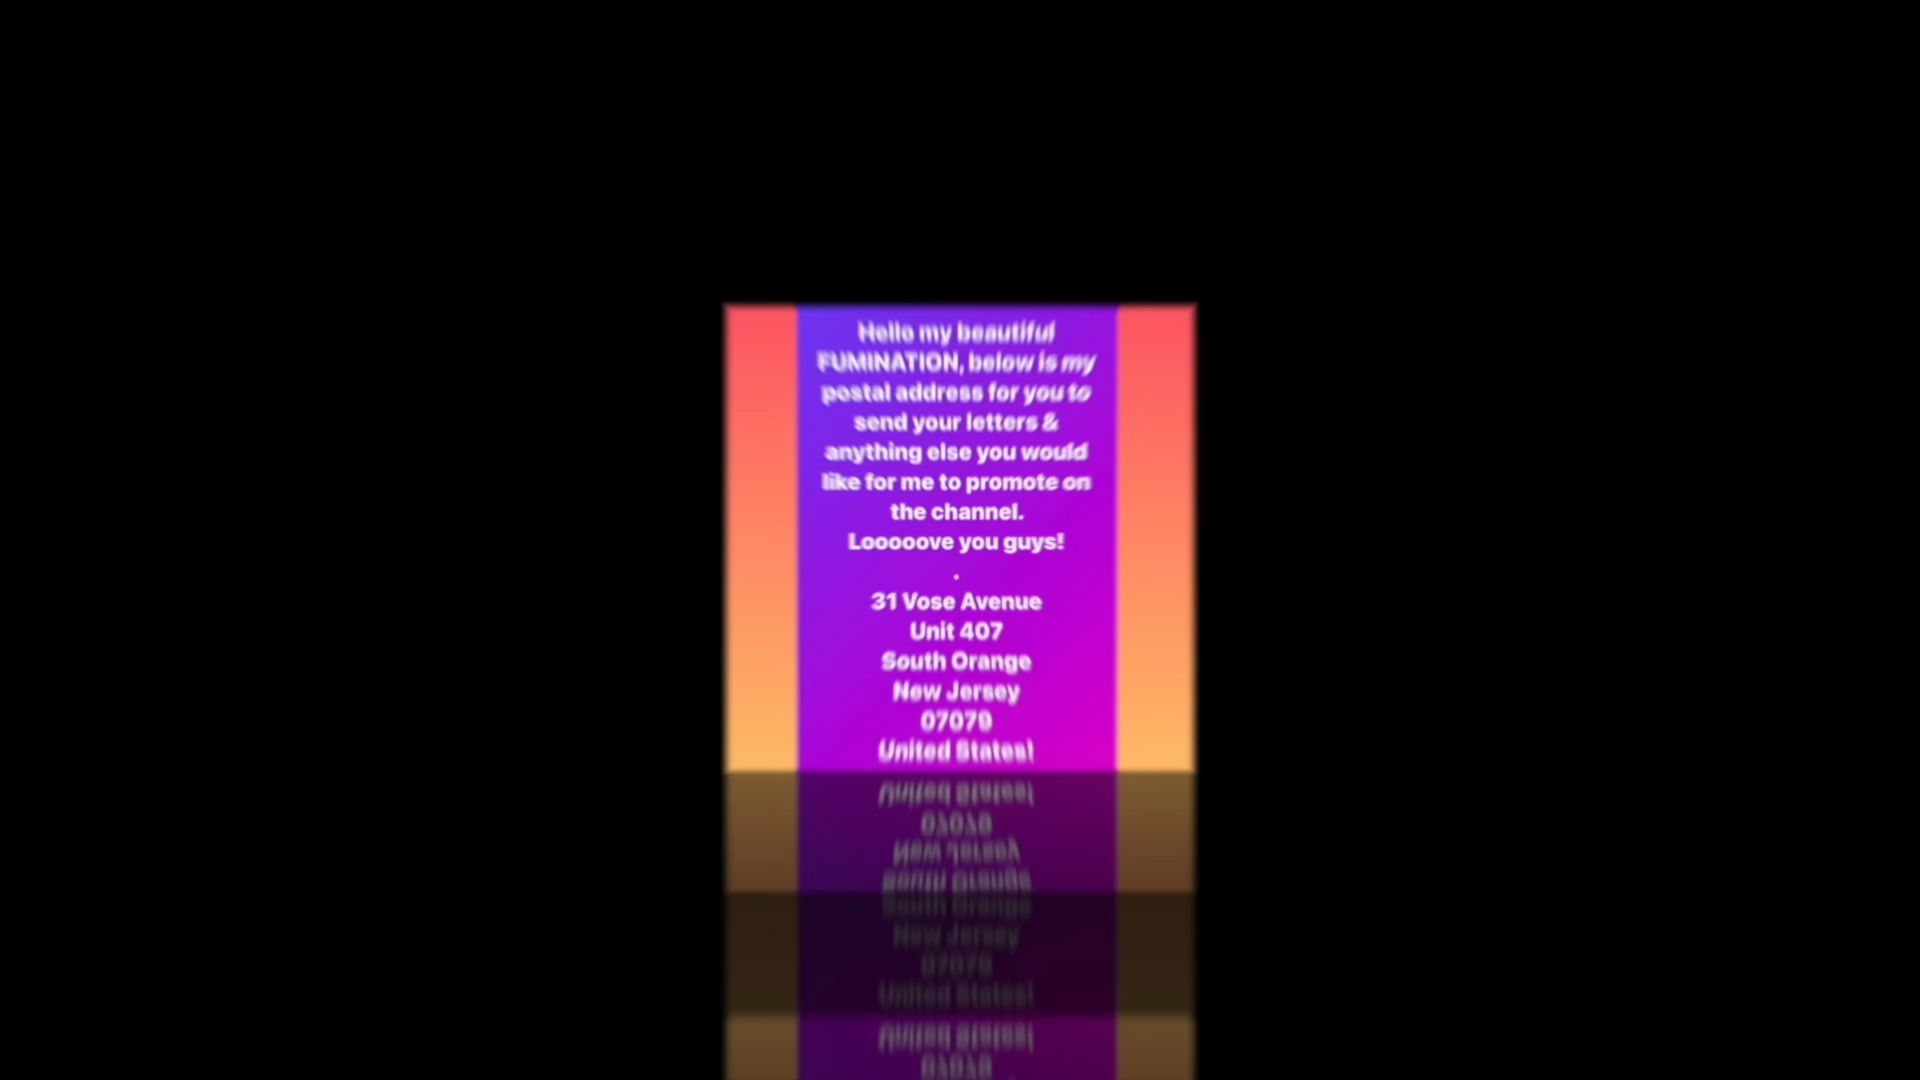 Hello my beautiful
FUMINATION, below is my
postal address for you to
send your letters &
anything else you would
like for me to promote on
the channel.
Looooove you guys!
.
31 Vose Avenue
Unit 407
South Orange
New Jersey
07079
United States!